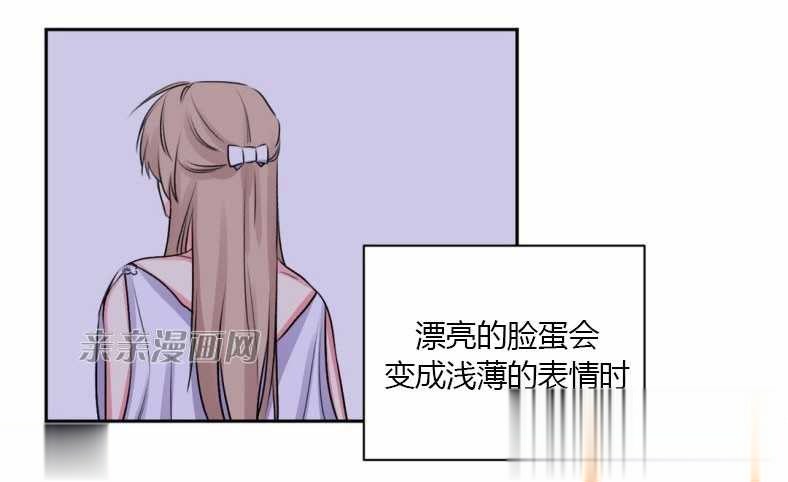 亲亲漫画网
漂亮的脸蛋会
变成浅薄的表情时